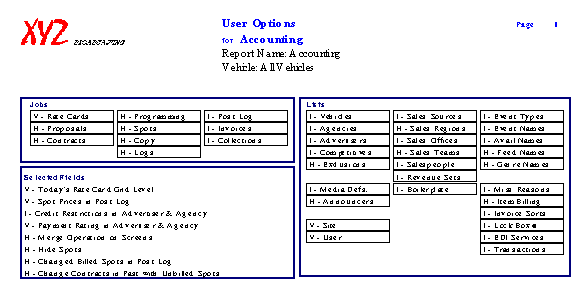 XYZ BROADCASTING
User Options
for Accounting
Report Name: Accounting
Vehicle: All Vehicles
Page 1
Jobs
V - Rate Cards H - Programming I - Post Log
H - Proposals H - Spots I - Invoices
H - Contracts H - Copy I - Collections
H - Logs
Selected Fields
V - Today's Rate Card Grid Level
V - Spot Prices in Post Log
I - Credit Restrictions in Advertiser & Agency
V - Payment Rating in Advertiser & Agency
H - Merge Operation on Screens
H - Hide Spots
H - Changed Billed Spots in Post Log
H - Change Contracts in Past with Unbilled Spots
Lists
I - Vehicles I - Sales Sources I - Event Types
I - Agencies H - Sales Regions I - Event Names
I - Advertisers I - Sales Offices I - Avail Names
I - Competitives H - Sales Teams H - Feed Names
H - Exclusions I - Salespeople H - Genre Names
I - Revenue Sets
I - Media Defs. I - Boilerplate I - Miss Reasons
H - Announcers H - Item Billing
I - Invoice Sorts
V - Site I - Lock Boxes
V - User I - EDI Services
I - Transactions